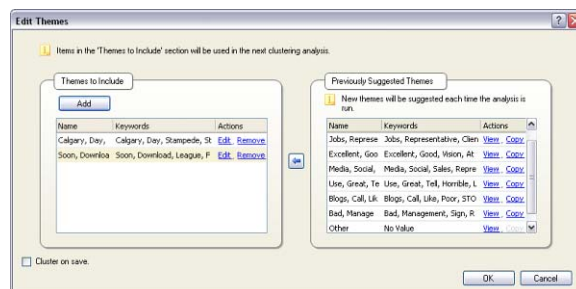 Edit Themes
Items in the 'Themes to Include' section will be used in the next clustering analysis.
Themes to Include
Add
Name Keywords Actions
Calgary, Day, Calgary, Day, Stampede, St Edit Remove
Soon, Downloa Soon, Download, League, F Edit Remove
Previously Suggested Themes
New themes will be suggested each time the analysis is
run.
Name Keywords Actions
Jobs, Represe Jobs, Representative, Clien View Copy
Excellent, Goo Excellent, Good, Vision, At View Copy
Media, Social, Media, Social, Sales, Repre View Copy
Use, Great, Te Use, Great, Tell, Horrible, L View Copy
Blogs, Call, Lik Blogs, Call, Like, Poor, STO View Copy
Bad, Manage Bad, Management, Sign, R View Copy
Other No Value View Copy
Cluster on save.
OK Cancel